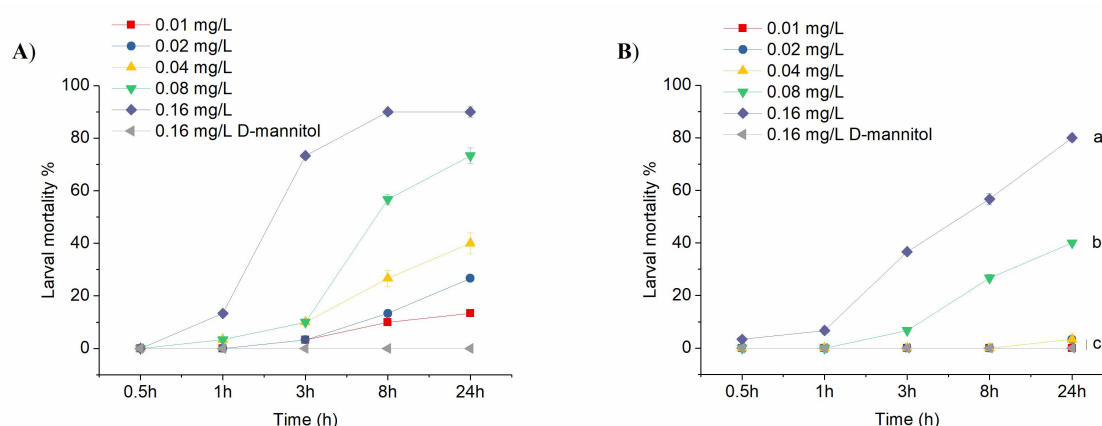 A)
0.01 mg/L
0.02 mg/L
0.04 mg/L
0.08 mg/L
0.16 mg/L
0.16 mg/L D-mannitol
Larval mortality %
100
80
60
40
20
0
0.5h 1h 3h 8h 24h
Time (h)
B)
0.01 mg/L
0.02 mg/L
0.04 mg/L
0.08 mg/L
0.16 mg/L
0.16 mg/L D-mannitol
Larval mortality %
100
80
60
40
20
0
a
b
c
0.5h 1h 3h 8h 24h
Time (h)